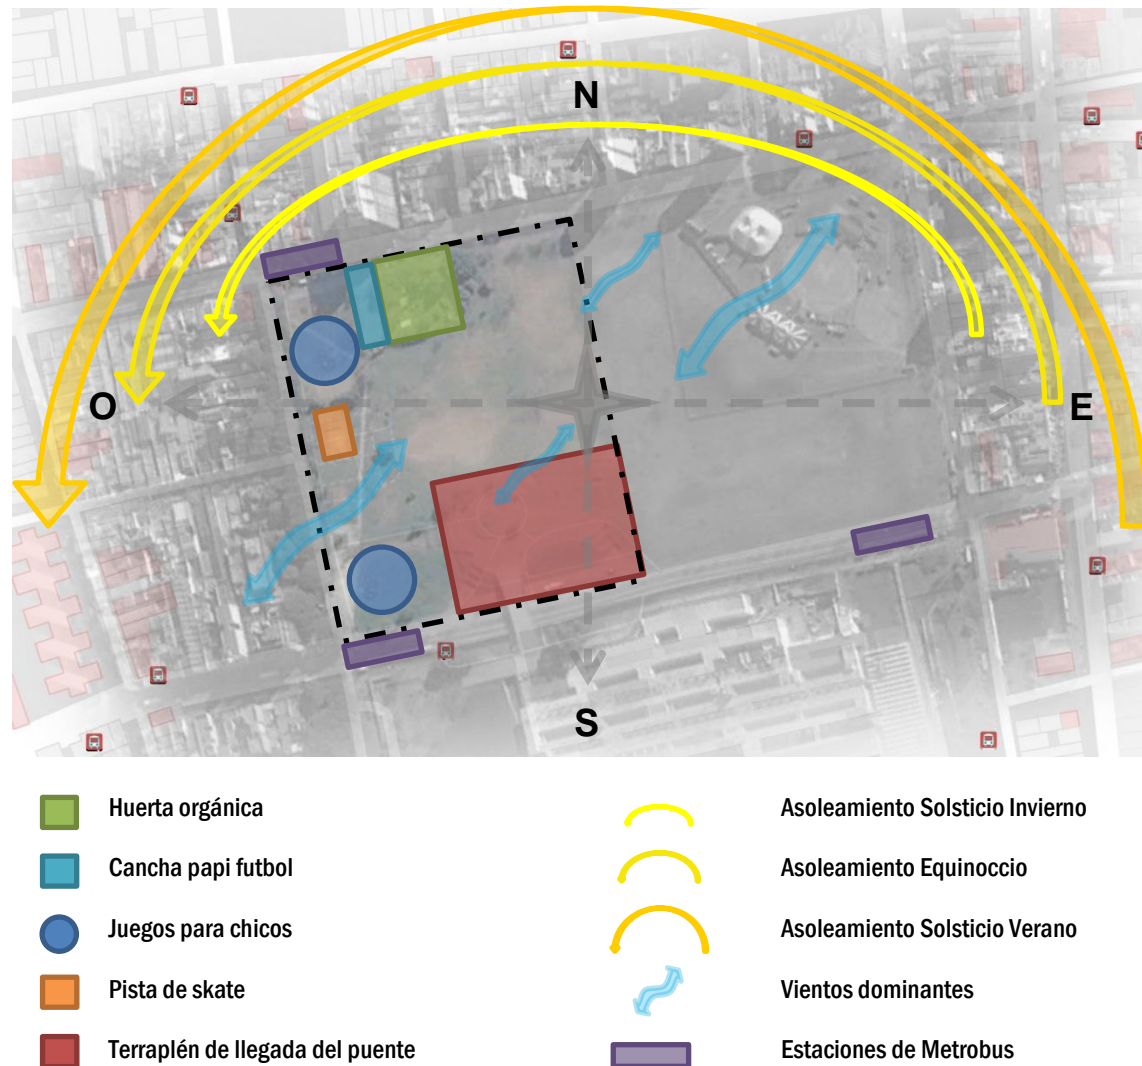 N
O
E
S
Huerta orgánica
Asoleamiento Solsticio Invierno
Cancha papi futbol
Asoleamiento Equinoccio
Juegos para chicos
Asoleamiento Solsticio Verano
Pista de skate
Vientos dominantes
Terraplén de llegada del puente
Estaciones de Metrobus